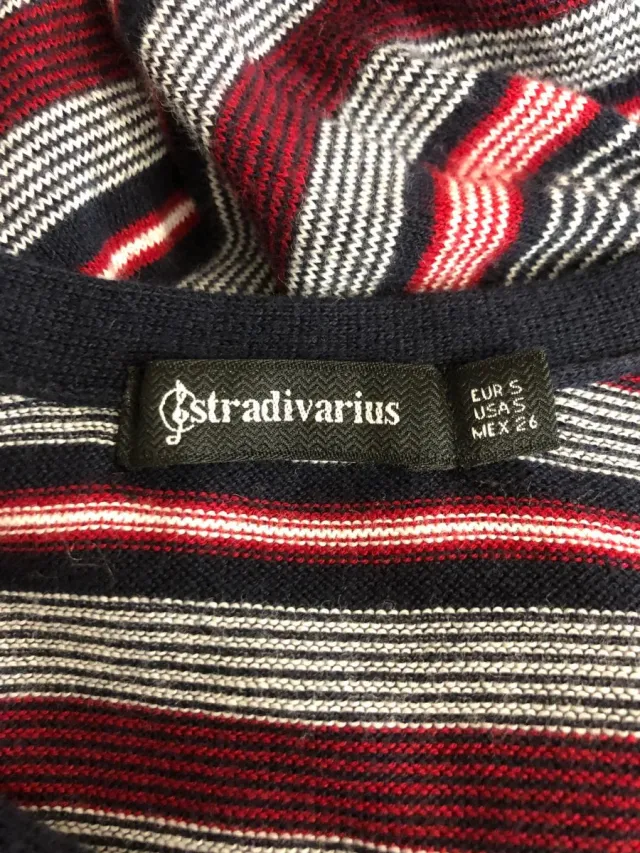 stradivarius
EUR S
USA S
MEX 26